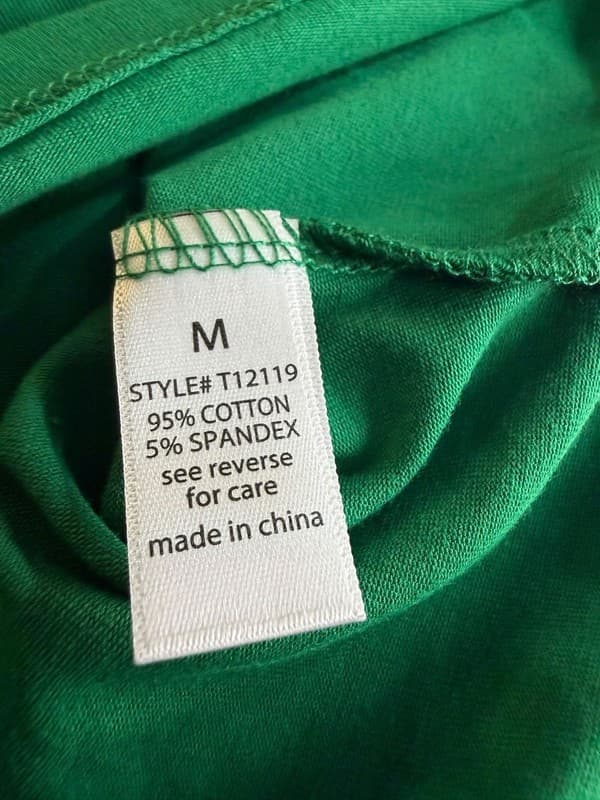 M
STYLE# T12119
95% COTTON
5% SPANDEX
see reverse
for care
made in china